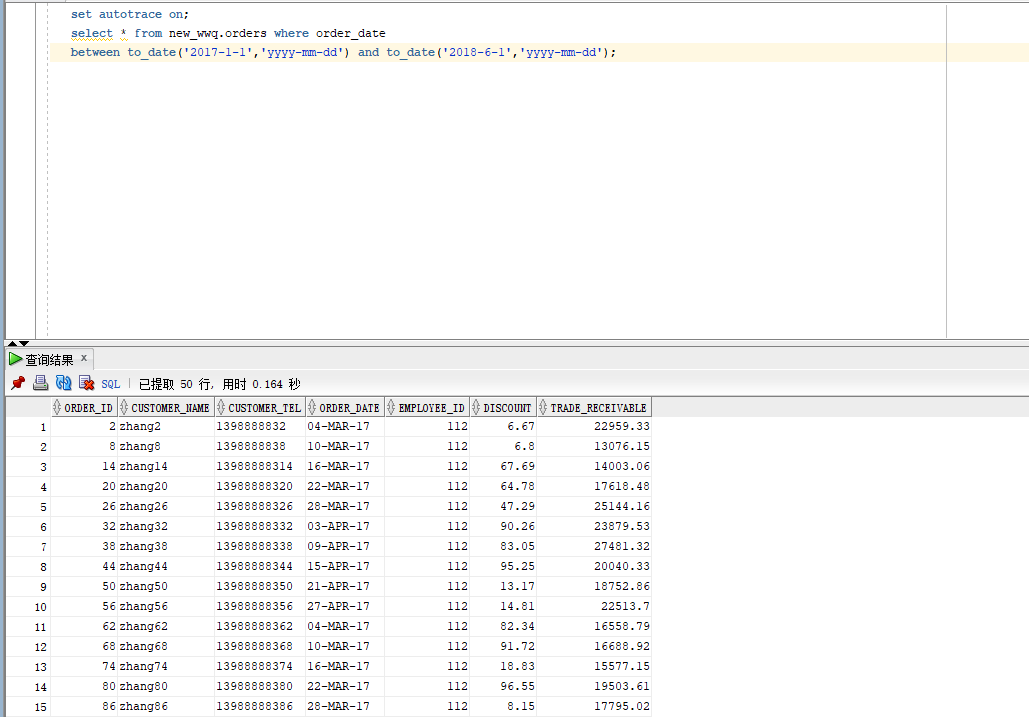 set autotrace on;
select * from new_wwq.orders where order_date
between to_date('2017-1-1','yyyy-mm-dd') and to_date('2018-6-1','yyyy-mm-dd');
查询结果 x
SQL | 已提取 50 行, 用时 0.164 秒
ORDER_ID CUSTOMER_NAME CUSTOMER_TEL ORDER_DATE EMPLOYEE_ID DISCOUNT TRADE_RECEIVABLE
1 2 zhang2 1398888832 04-MAR-17 112 6.67 22959.33
2 8 zhang8 1398888838 10-MAR-17 112 6.8 13076.15
3 14 zhang14 13988888314 16-MAR-17 112 67.69 14003.06
4 20 zhang20 13988888320 22-MAR-17 112 64.78 17618.48
5 26 zhang26 13988888326 28-MAR-17 112 47.29 25144.16
6 32 zhang32 13988888332 03-APR-17 112 90.26 23879.53
7 38 zhang38 13988888338 09-APR-17 112 83.05 27481.32
8 44 zhang44 13988888344 15-APR-17 112 95.25 20040.33
9 50 zhang50 13988888350 21-APR-17 112 13.17 18752.86
10 56 zhang56 13988888356 27-APR-17 112 14.81 22513.7
11 62 zhang62 13988888362 04-MAR-17 112 82.34 16558.79
12 68 zhang68 13988888368 10-MAR-17 112 91.72 16688.92
13 74 zhang74 13988888374 16-MAR-17 112 18.83 15577.15
14 80 zhang80 13988888380 22-MAR-17 112 96.55 19503.61
15 86 zhang86 13988888386 28-MAR-17 112 8.15 17795.02